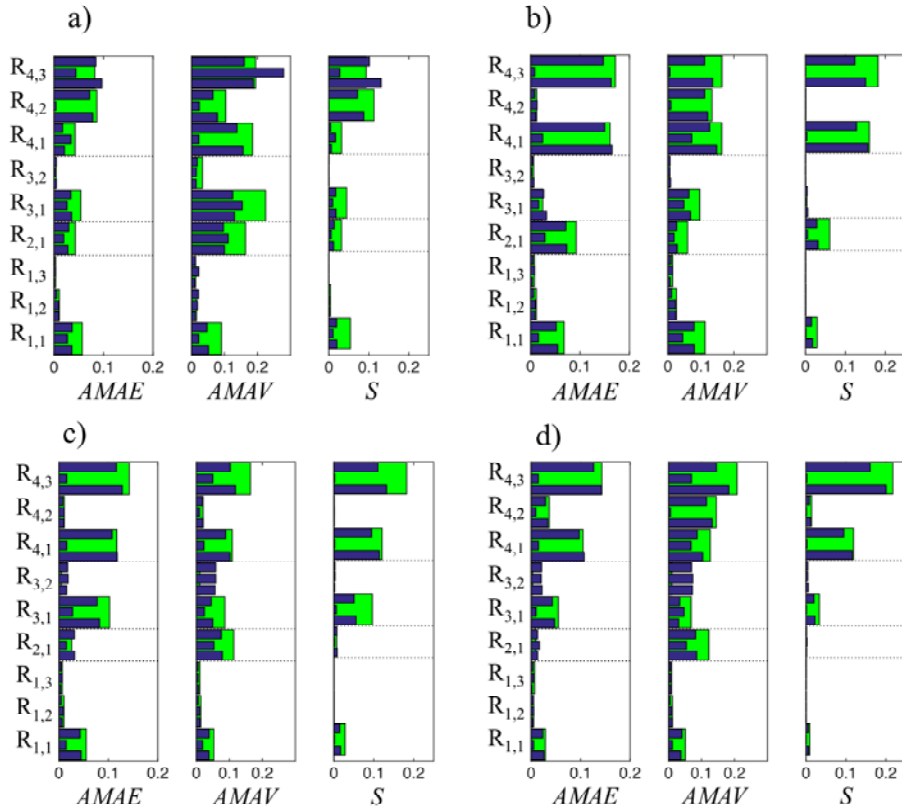 a)
b)
R4,3
R4,2
R4,1
R3,2
R3,1
R2,1
R1,3
R1,2
R1,1
0 0.1 0.2
0 0.1 0.2
0 0.1 0.2
AMAE AMAV S
R4,3
R4,2
R4,1
R3,2
R3,1
R2,1
R1,3
R1,2
R1,1
0 0.1 0.2
0 0.1 0.2
0 0.1 0.2
AMAE AMAV S
c)
d)
R4,3
R4,2
R4,1
R3,2
R3,1
R2,1
R1,3
R1,2
R1,1
0 0.1 0.2
0 0.2
0 0.1 0.2
AMAE AMAV S
R4,3
R4,2
R4,1
R3,2
R3,1
R2,1
R1,3
R1,2
R1,1
0 0.1 0.2
0 0.1 0.2
0 0.1 0.2
AMAE AMAV S